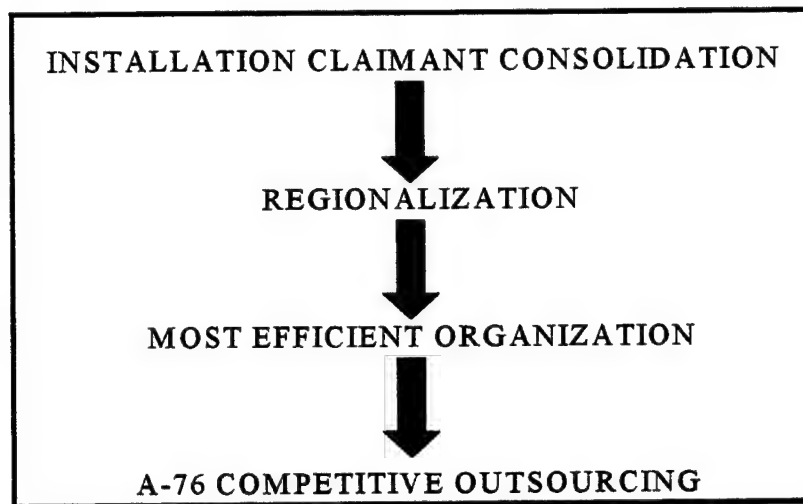 INSTALLATION CLAIMANT CONSOLIDATION
REGIONALIZATION
MOST EFFICIENT ORGANIZATION
A-76 COMPETITIVE OUTSOURCING